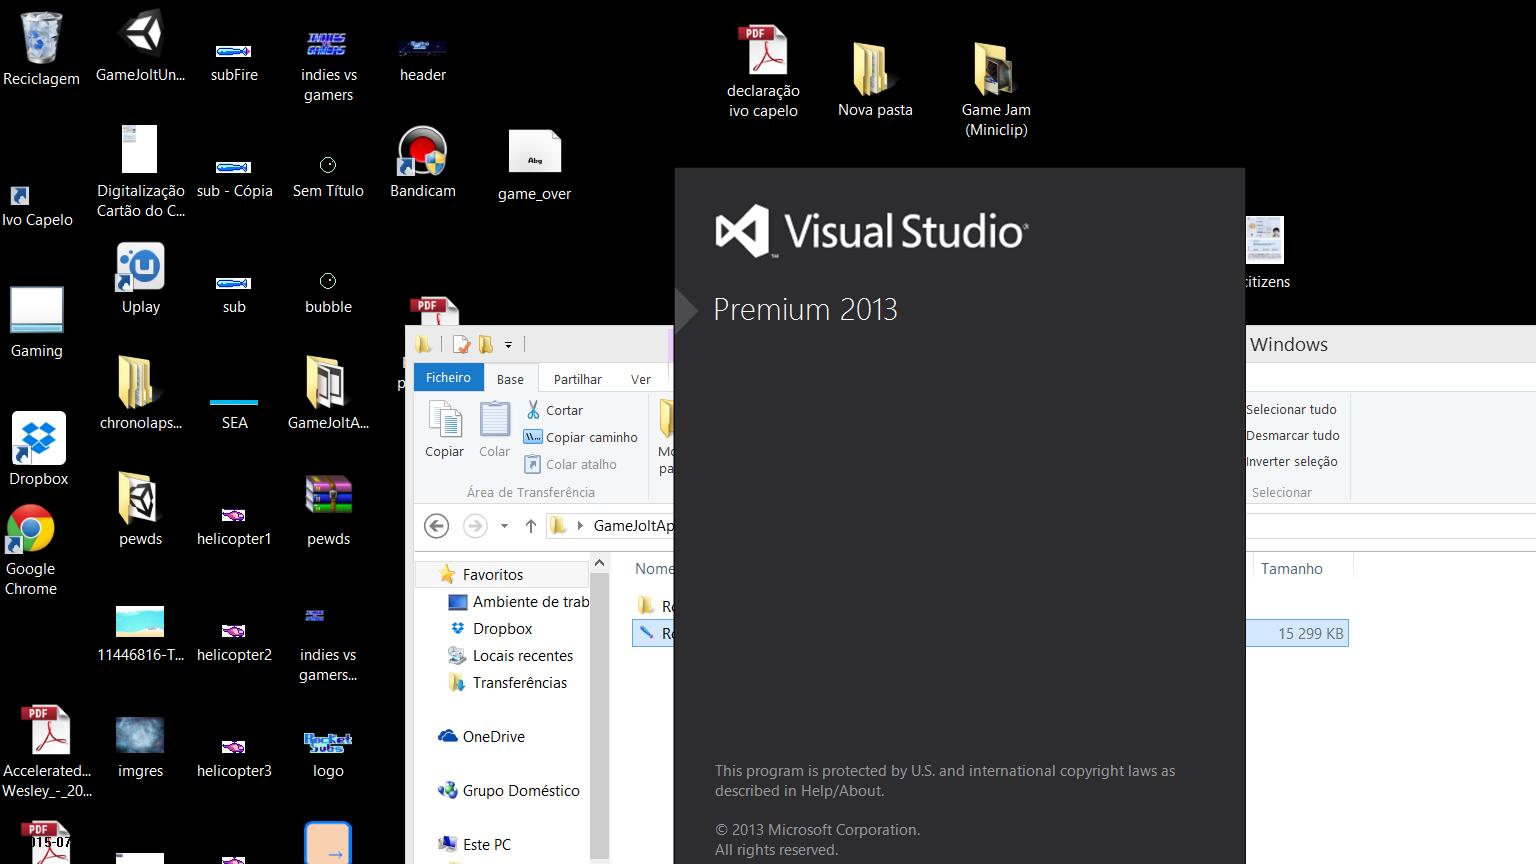 Reciclagem
GameJoltUn...
subFire
indies vs
gamers
header
declaração
ivo capelo
Nova pasta
Game Jam
(Miniclip)
Ivo Capelo
Digitalização
Cartão do C...
sub - Cópia
Sem Título
Bandicam
Abg
game_over
Visual Studio
Premium 2013
citizens
Gaming
Uplay
sub
bubble
PDF
Windows
Ficheiro
Base
Partilhar
Ver
Copiar
Colar
Cortar
Copiar caminho
Colar atalho
Área de Transferência
Selecionar tudo
Desmarcar tudo
Inverter seleção
Selecionar
Dropbox
chronolaps...
SEA
GameJoltA...
GameJoltAp
Google
Chrome
pewds
helicopter1
pewds
Favoritos
Ambiente de trab
Dropbox
Locais recentes
Transferências
OneDrive
Grupo Doméstico
Este PC
Nome
Tamanho
15 299 KB
11446816-T...
helicopter2
indies vs
gamers...
PDF
Accelerated...
Wesley_-_20...
imgres
helicopter3
Rocket
Subs
logo
PDF
This program is protected by U.S. and international copyright laws as
described in Help/About.
© 2013 Microsoft Corporation.
All rights reserved.